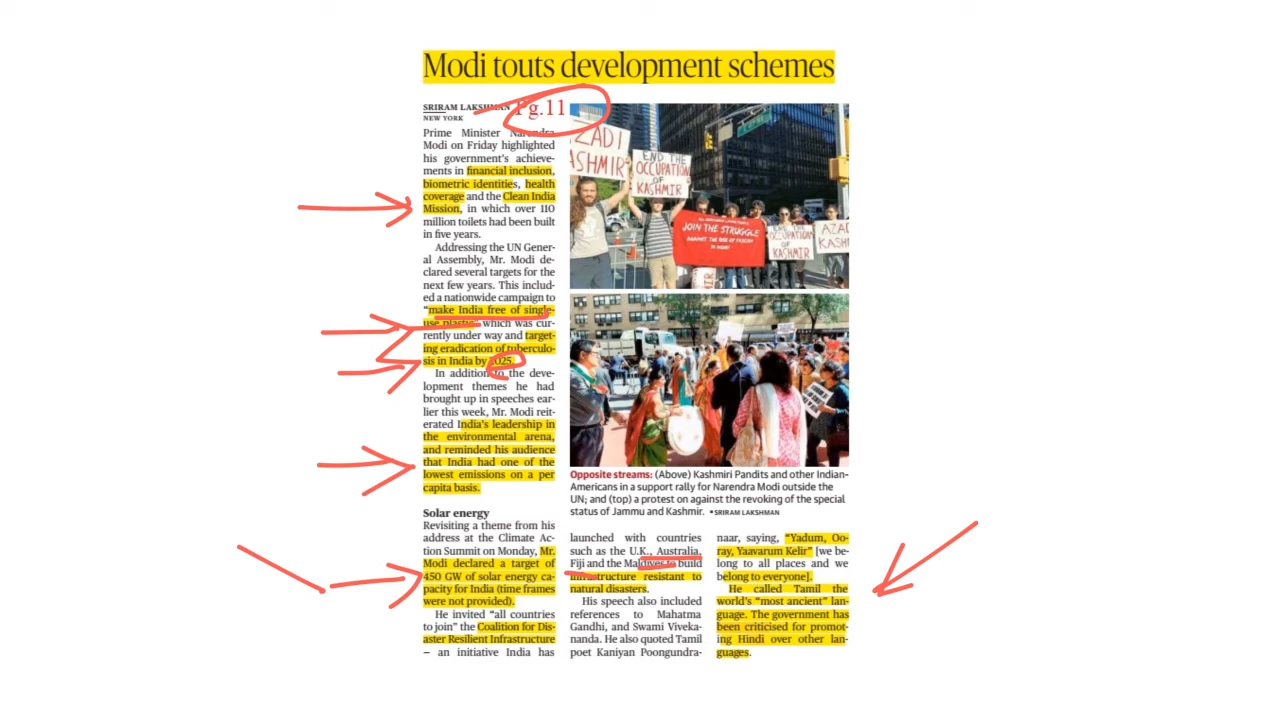 Modi touts development schemes
SRIRAM LAKSHMAN
NEW YORK
Pg.11
Prime Minister Narendra
Modi on Friday highlighted
his government's achieve-
ments in financial inclusion,
biometric identities, health
coverage and the Clean India
Mission, in which over 110
million toilets had been built
in five years.
Addressing the UN Gener-
al Assembly, Mr. Modi de-
clared several targets for the
next few years. This includ-
ed a nationwide campaign to
"make India free of single-
use plastic" which was cur-
rently under way and target-
ing eradication of tuberculo-
sis in India by 2025.
In addition to the deve-
lopment themes he had
brought up in speeches ear-
lier this week, Mr. Modi reit-
erated India's leadership in
the environmental arena,
and reminded his audience
that India had one of the
lowest emissions on a per
capita basis.
Solar energy
Revisiting a theme from his
address at the Climate Ac-
tion Summit on Monday, Mr.
Modi declared a target of
450 GW of solar energy ca-
pacity for India (time frames
were not provided).
He invited "all countries
to join" the Coalition for Dis-
aster Resilient Infrastructure
– an initiative India has
AZADI
KASHMIR
END THE
OCCUPATION
OF
KASHMIR
JOIN THE STRUGGLE
AGAINST THE RISE OF FASCISM
IN INDIA!
END THE
OCCUPATION
OF
KASHMIR
AZAD
KASH
MIR
Opposite streams: (Above) Kashmiri Pandits and other Indian-
Americans in a support rally for Narendra Modi outside the
UN; and (top) a protest on against the revoking of the special
status of Jammu and Kashmir. • SRIRAM LAKSHMAN
launched with countries
such as the U.K., Australia,
Fiji and the Maldives to build
infrastructure resistant to
natural disasters.
His speech also included
references to Mahatma
Gandhi, and Swami Viveka-
nanda. He also quoted Tamil
poet Kaniyan Poongundra-
naar, saying, "Yadum, Oo-
ray, Yaavarum Kelir" [we be-
long to all places and we
belong to everyone].
He called Tamil the
world's "most ancient" lan-
guage. The government has
been criticised for promot-
ing Hindi over other lan-
guages.